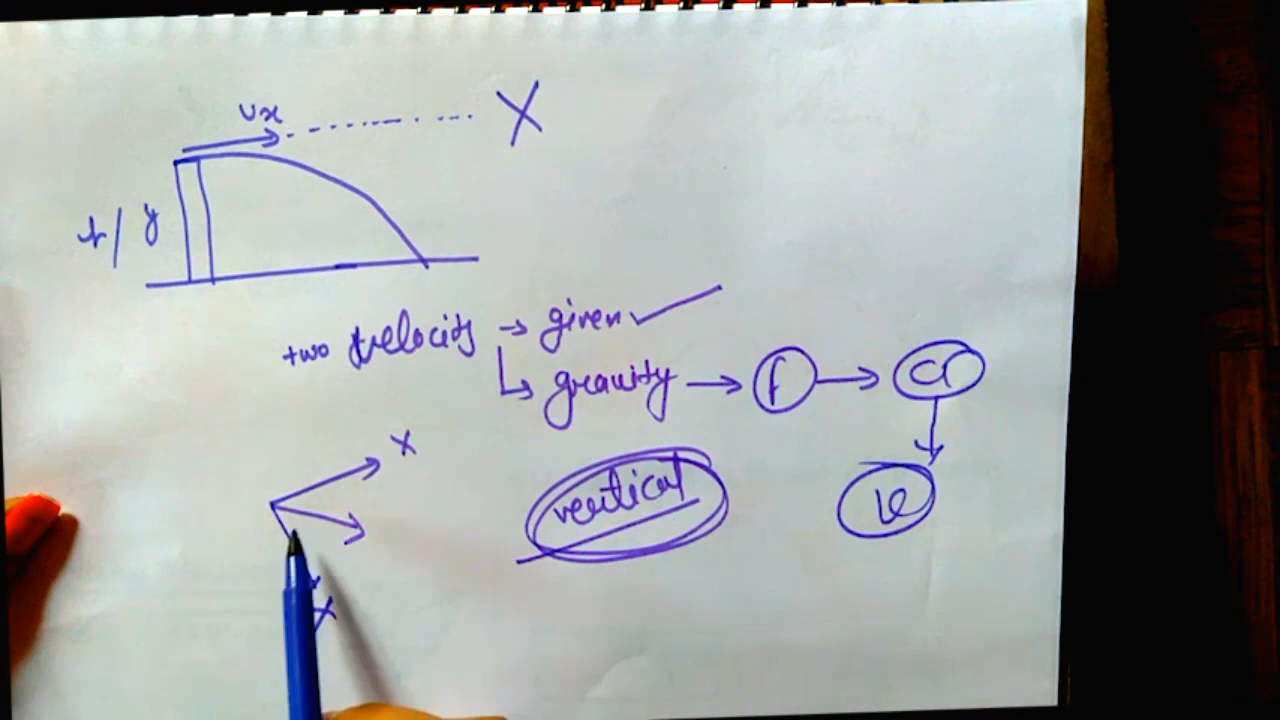 ux
X
y
two velocity → given ✓
gravity → F → a
x
vertical
v
x